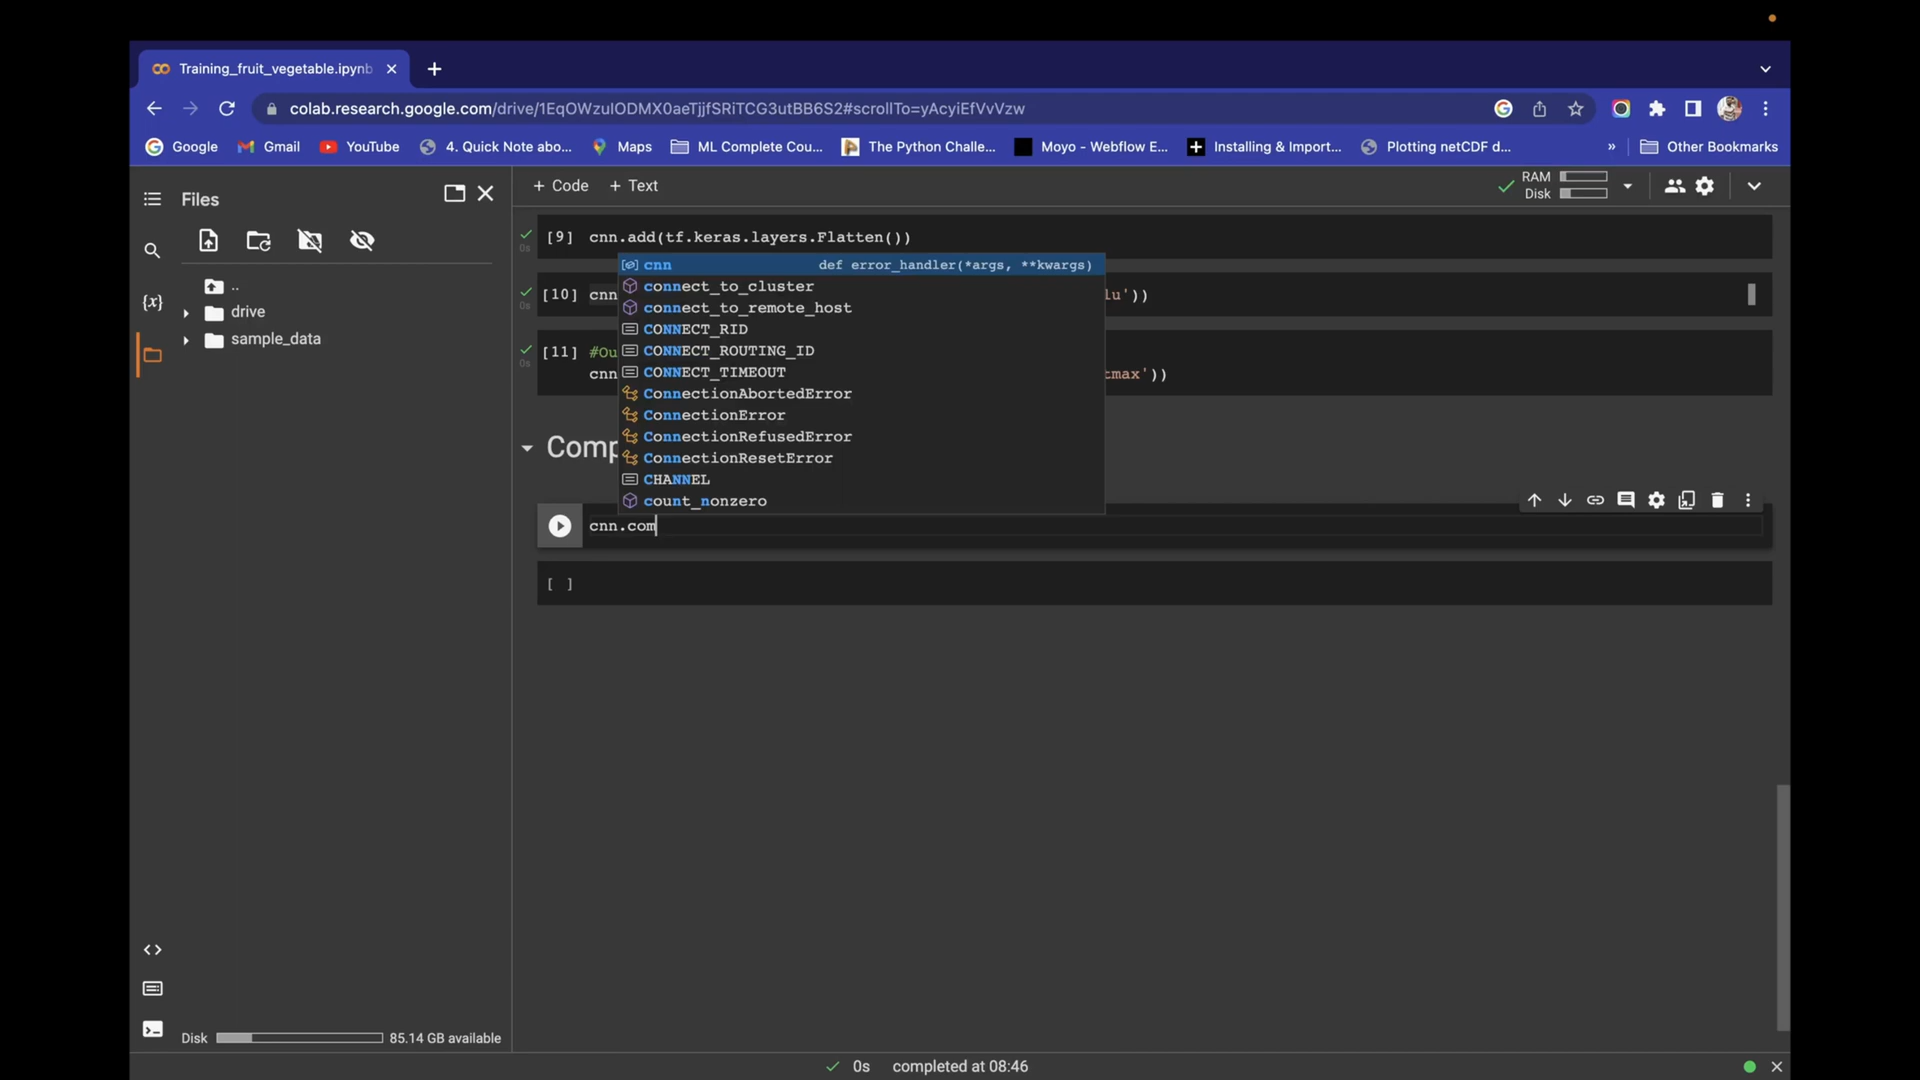 Training_fruit_vegetable.ipynb
colab.research.google.com/drive/1EqOWzuIODMX0aeTjjfSRiTCG3utBB6S2#scrollTo=yAcyiEfVvVzw
Google Gmail YouTube 4. Quick Note abo... Maps ML Complete Cou... The Python Challe... Moyo - Webflow E... Installing & Import... Plotting netCDF d... » Other Bookmarks
Files
+ Code + Text
RAM
Disk
{x}
..
drive
sample_data
[9] cnn.add(tf.keras.layers.Flatten())
cnn def error_handler(*args, **kwargs)
connect_to_cluster
[10] cnn lu'))
connect_to_remote_host
CONNECT_RID
[11] #Ou
CONNECT_ROUTING_ID
cnn tmax'))
CONNECT_TIMEOUT
ConnectionAbortedError
ConnectionError
ConnectionRefusedError
Comp
ConnectionResetError
CHANNEL
count_nonzero
cnn.com
[ ]
Disk 85.14 GB available
0s completed at 08:46